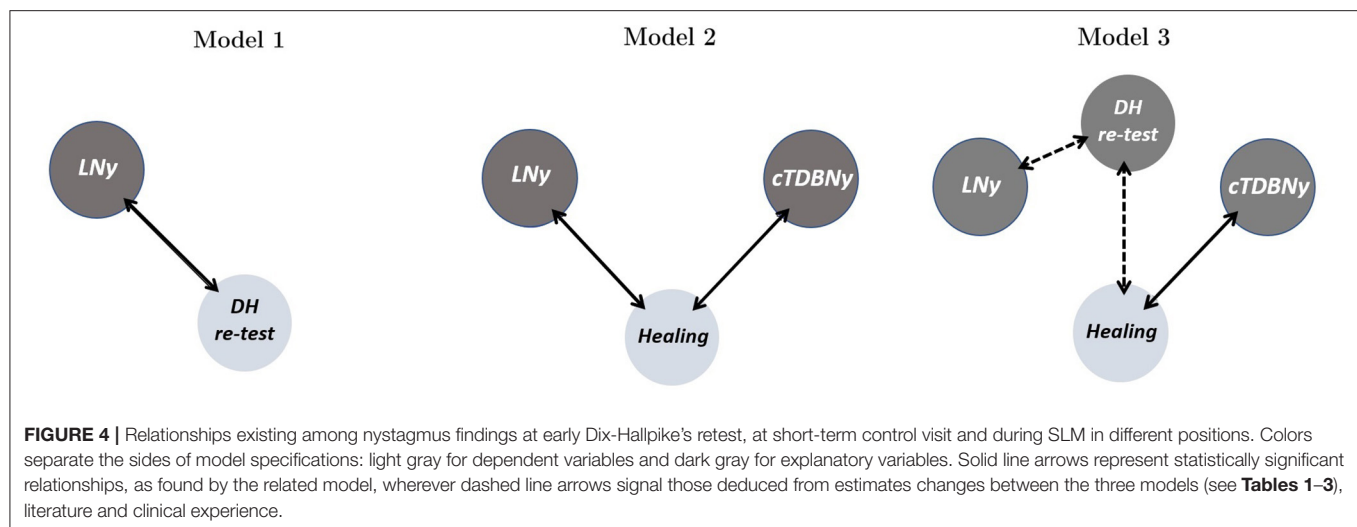 Model 1
Model 2
Model 3
LNy
DH
re-test
LNy
cTDBNy
Healing
DH
re-test
LNy
cTDBNy
Healing
FIGURE 4 | Relationships existing among nystagmus findings at early Dix-Hallpike's retest, at short-term control visit and during SLM in different positions. Colors
separate the sides of model specifications: light gray for dependent variables and dark gray for explanatory variables. Solid line arrows represent statistically significant
relationships, as found by the related model, wherever dashed line arrows signal those deduced from estimates changes between the three models (see Tables 1–3),
literature and clinical experience.